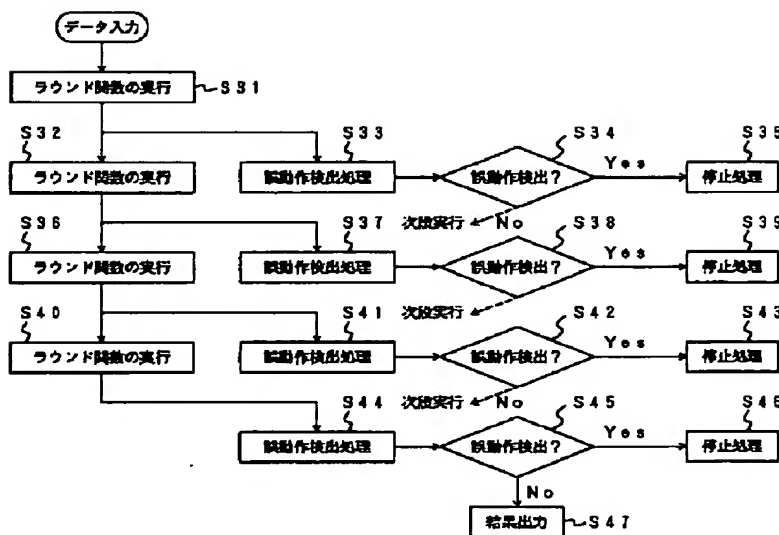 データ入力
ラウンド関数の実行 S31
S32 S33 S34 S35
ラウンド関数の実行 誤動作検出処理 誤動作検出? Yes 停止処理
S36 S37 次段実行 No S38 S39
ラウンド関数の実行 誤動作検出処理 誤動作検出? Yes 停止処理
S40 S41 次段実行 S42 S43
ラウンド関数の実行 誤動作検出処理 誤動作検出? Yes 停止処理
S44 次段実行 No S45 S46
誤動作検出処理 誤動作検出? Yes 停止処理
No
結果出力 S47